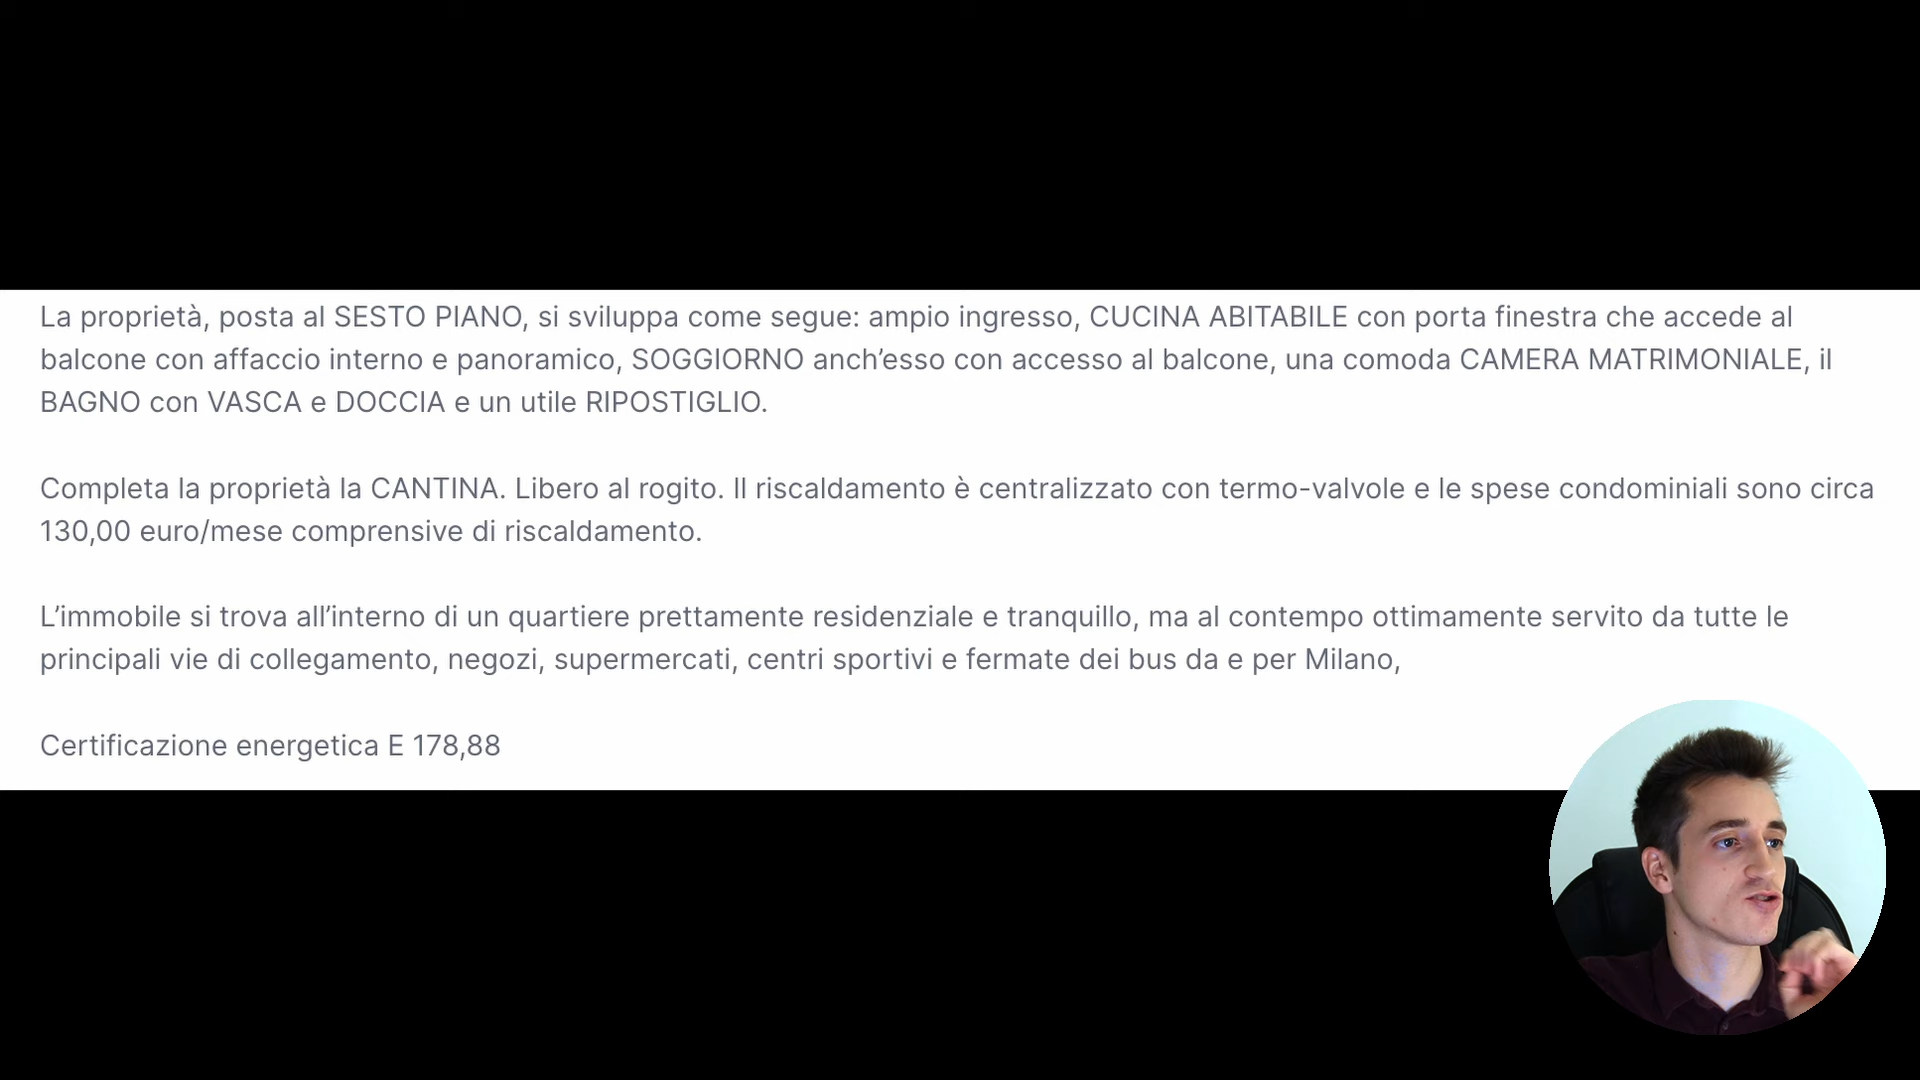 La proprietà, posta al SESTO PIANO, si sviluppa come segue: ampio ingresso, CUCINA ABITABILE con porta finestra che accede al
balcone con affaccio interno e panoramico, SOGGIORNO anch’esso con accesso al balcone, una comoda CAMERA MATRIMONIALE, il
BAGNO con VASCA e DOCCIA e un utile RIPOSTIGLIO.
Completa la proprietà la CANTINA. Libero al rogito. Il riscaldamento è centralizzato con termo-valvole e le spese condominiali sono circa
130,00 euro/mese comprensive di riscaldamento.
L’immobile si trova all’interno di un quartiere prettamente residenziale e tranquillo, ma al contempo ottimamente servito da tutte le
principali vie di collegamento, negozi, supermercati, centri sportivi e fermate dei bus da e per Milano,
Certificazione energetica E 178,88